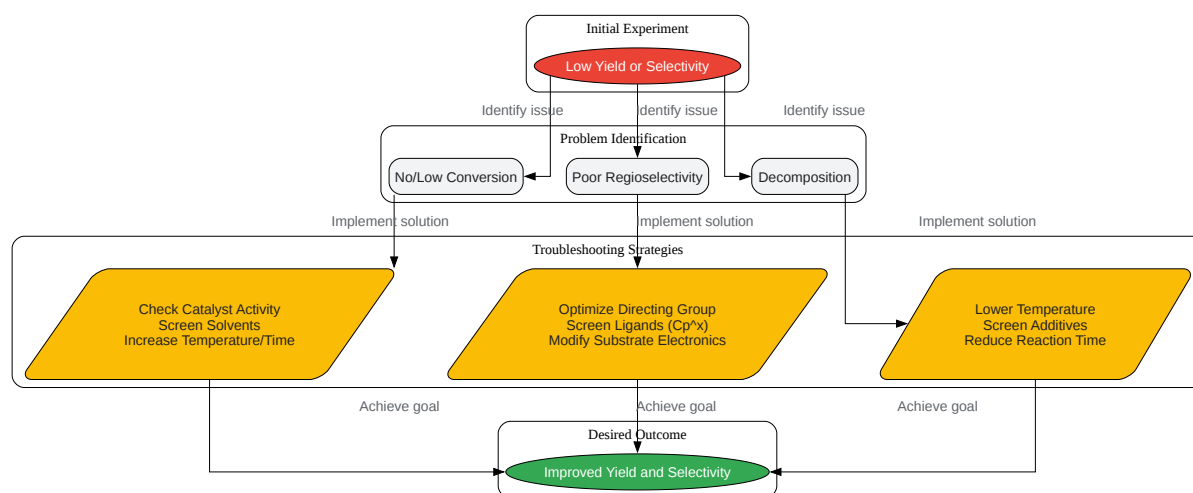 Initial Experiment
Low Yield or Selectivity
Identify issue
Identify issue
Identify issue
Problem Identification
No/Low Conversion
Poor Regioselectivity
Decomposition
Implement solution
Implement solution
Implement solution
Troubleshooting Strategies
Check Catalyst Activity
Screen Solvents
Increase Temperature/Time
Optimize Directing Group
Screen Ligands (Cp^x)
Modify Substrate Electronics
Lower Temperature
Screen Additives
Reduce Reaction Time
Achieve goal
Achieve goal
Achieve goal
Desired Outcome
Improved Yield and Selectivity